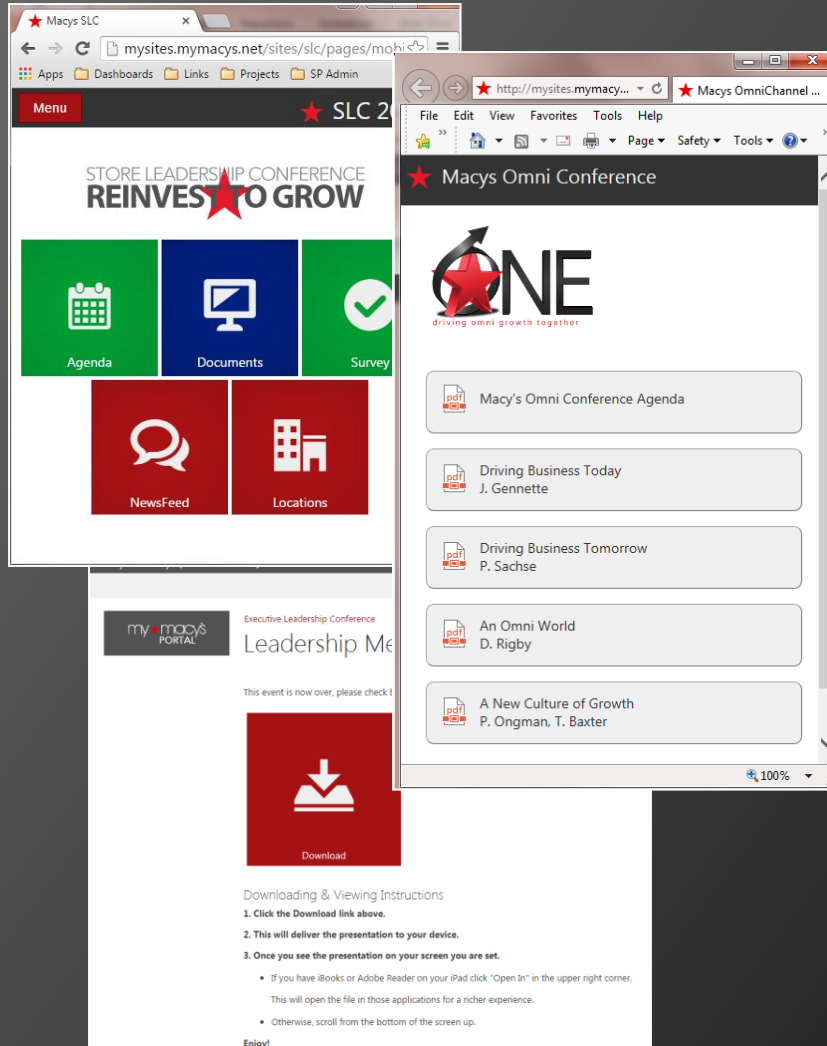 Macys SLC
mysites.mymacys.net/sites/slc/pages/mobi
Apps Dashboards Links Projects SP Admin
Menu
SLC 20
STORE LEADERSHIP CONFERENCE
REINVEST TO GROW
Agenda
Documents
Survey
NewsFeed
Locations
http://mysites.mymacy...
Macys OmniChannel ...
File Edit View Favorites Tools Help
Page Safety Tools
Macys Omni Conference
ONE
driving omni growth together
Macy's Omni Conference Agenda
Driving Business Today
J. Gennette
Driving Business Tomorrow
P. Sachse
An Omni World
D. Rigby
A New Culture of Growth
P. Ongman, T. Baxter
100%
my macy's
PORTAL
Executive Leadership Conference
Leadership Me
This event is now over, please check b
Download
Downloading & Viewing Instructions
1. Click the Download link above.
2. This will deliver the presentation to your device.
3. Once you see the presentation on your screen you are set.
• If you have iBooks or Adobe Reader on your iPad click "Open In" in the upper right corner.
This will open the file in those applications for a richer experience.
• Otherwise, scroll from the bottom of the screen up.
Enjoy!